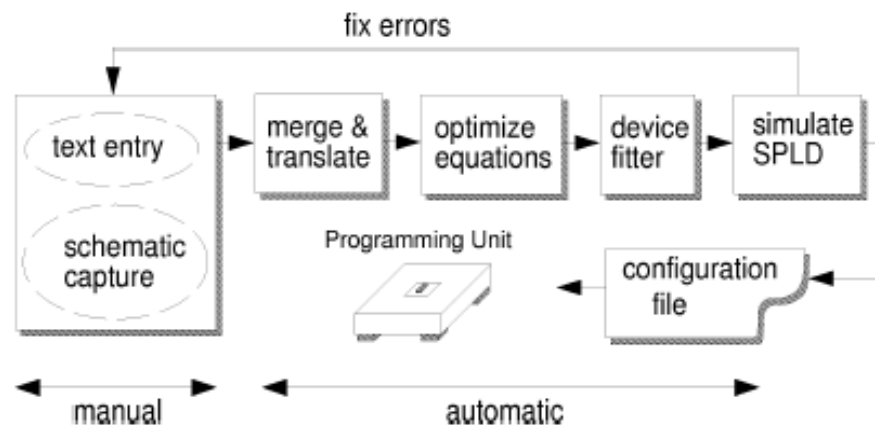 fix errors
text entry
schematic
capture
merge &
translate
optimize
equations
device
fitter
simulate
SPLD
Programming Unit
configuration
file
manual
automatic